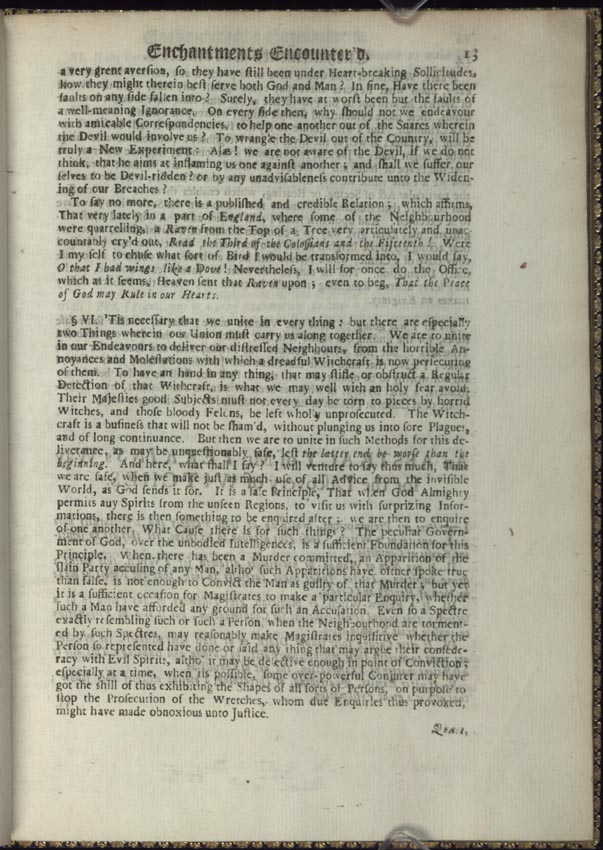 Enchantments Encounter'd. 13
a very great aversion, so they have still been under Heart-breaking Sollicitudes,
How they might therein best serve both God and Man? In fine, Have there been
faults on any side fallen into? Surely, they have at worst been but the faults of
a well-meaning Ignorance. On every side then, why should not we endeavour
with amicable Correspondencies, to help one another out of the Snares wherein
the Devil would involve us? To wrangle the Devil out of the Country, will be
truly a New Experiment: Alas! we are not aware of the Devil, if we do not
think, that he aims at inflaming us one against another; and shall we suffer our
selves to be Devil-ridden? or by any unadvisableness contribute unto the Widen-
ing of our Breaches?
To say no more, there is a published and credible Relation; which affirms,
That very lately in a part of England, where some of the Neighbourhood
were quarrelling, a Raven from the Top of a Tree very articulately and unac-
countably cry'd out, Read the Third of the Colossians and the Fifteenth! Were
I my self to chuse what sort of Bird I would be transformed into, I would say,
O that I had wings like a Dove! Nevertheless, I will for once do the Office,
which as it seems, Heaven sent that Raven upon; even to beg, That the Peace
of God may Rule in our Hearts.
§ VI. 'Tis necessary that we unite in every thing: but there are especially
two Things wherein our Union must carry us along together. We are to unite
in our Endeavours to deliver our distressed Neighbours, from the horrible An-
noyances and Molestations with which a dreadful Witchcraft is now persecuting
of them. To have an hand in any thing, that may stifle or obstruct a Regular
Detection of that Witchcraft, is what we may well with an holy fear avoid.
Their Majesties good Subjects must not every day be torn to pieces by horrid
Witches, and those bloody Felons, be left wholly unprosecuted. The Witch-
craft is a business that will not be sham'd, without plunging us into sore Plagues,
and of long continuance. But then we are to unite in such Methods for this de-
liverance, as may be unquestionably safe, lest the latter end be worse than the
beginning. And here, what shall I say? I will venture to say thus much, That
we are safe, when we make just as much use of all Advice from the invisible
World, as God sends it for. It is a safe Principle, That when God Almighty
permits any Spirits from the unseen Regions, to visit us with surprizing Infor-
mations, there is then something to be enquired after; we are then to enquire
of one another, What Cause there is for such things? The peculiar Govern-
ment of God, over the unbodied Intelligences, is a sufficient Foundation for this
Principle. When there has been a Murder committed, an Apparition of the
slain Party accusing of any Man, altho' such Apparitions have oftner spoke true
than false, is not enough to Convict the Man as guilty of that Murder; but yet
it is a sufficient occasion for Magistrates to make a particular Enquiry, whether
such a Man have afforded any ground for such an Accusation. Even so a Spectre
exactly resembling such or such a Person, when the Neighbourhood are torment-
ed by such Spectres, may reasonably make Magistrates inquisitive whether the
Person so represented have done or said any thing that may argue their confede-
racy with Evil Spirits, altho' it may be defective enough in point of Conviction;
especially at a time, when 'tis possible, some over-powerful Conjurer may have
got the skill of thus exhibiting the Shapes of all sorts of Persons, on purpose to
stop the Prosecution of the Wretches, whom due Enquiries thus provoked,
might have made obnoxious unto Justice.